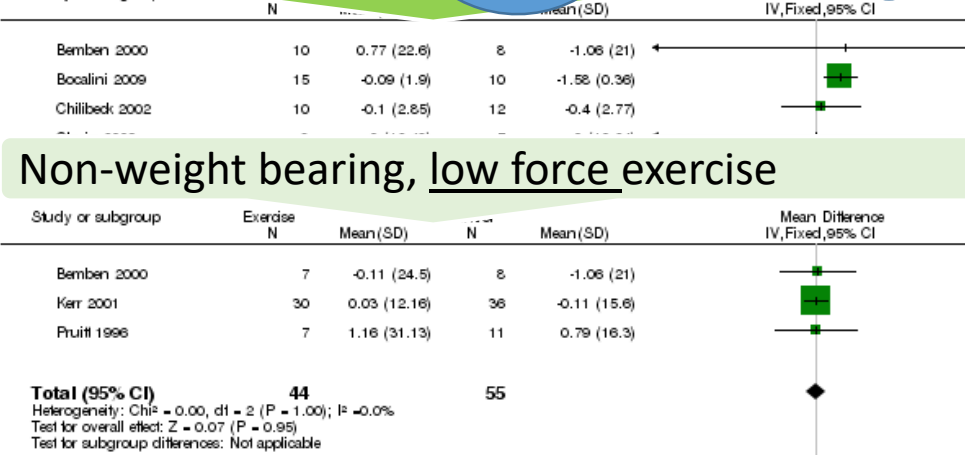 N Mean(SD) IV,Fixed,95% CI
Bemben 2000 10 0.77 (22.6) 8 -1.06 (21)
Bocalini 2009 15 -0.09 (1.9) 10 -1.58 (0.36)
Chilibeck 2002 10 -0.1 (2.85) 12 -0.4 (2.77)
Non-weight bearing, low force exercise
Study or subgroup Exercise Mean Difference
N Mean(SD) N Mean(SD) IV,Fixed,95% CI
Bemben 2000 7 -0.11 (24.5) 8 -1.06 (21)
Kerr 2001 30 0.03 (12.16) 36 -0.11 (15.6)
Pruitt 1996 7 1.16 (31.13) 11 0.79 (16.3)
Total (95% CI) 44 55
Heterogeneity: Chi² = 0.00, df = 2 (P = 1.00); I² =0.0%
Test for overall effect: Z = 0.07 (P = 0.95)
Test for subgroup differences: Not applicable